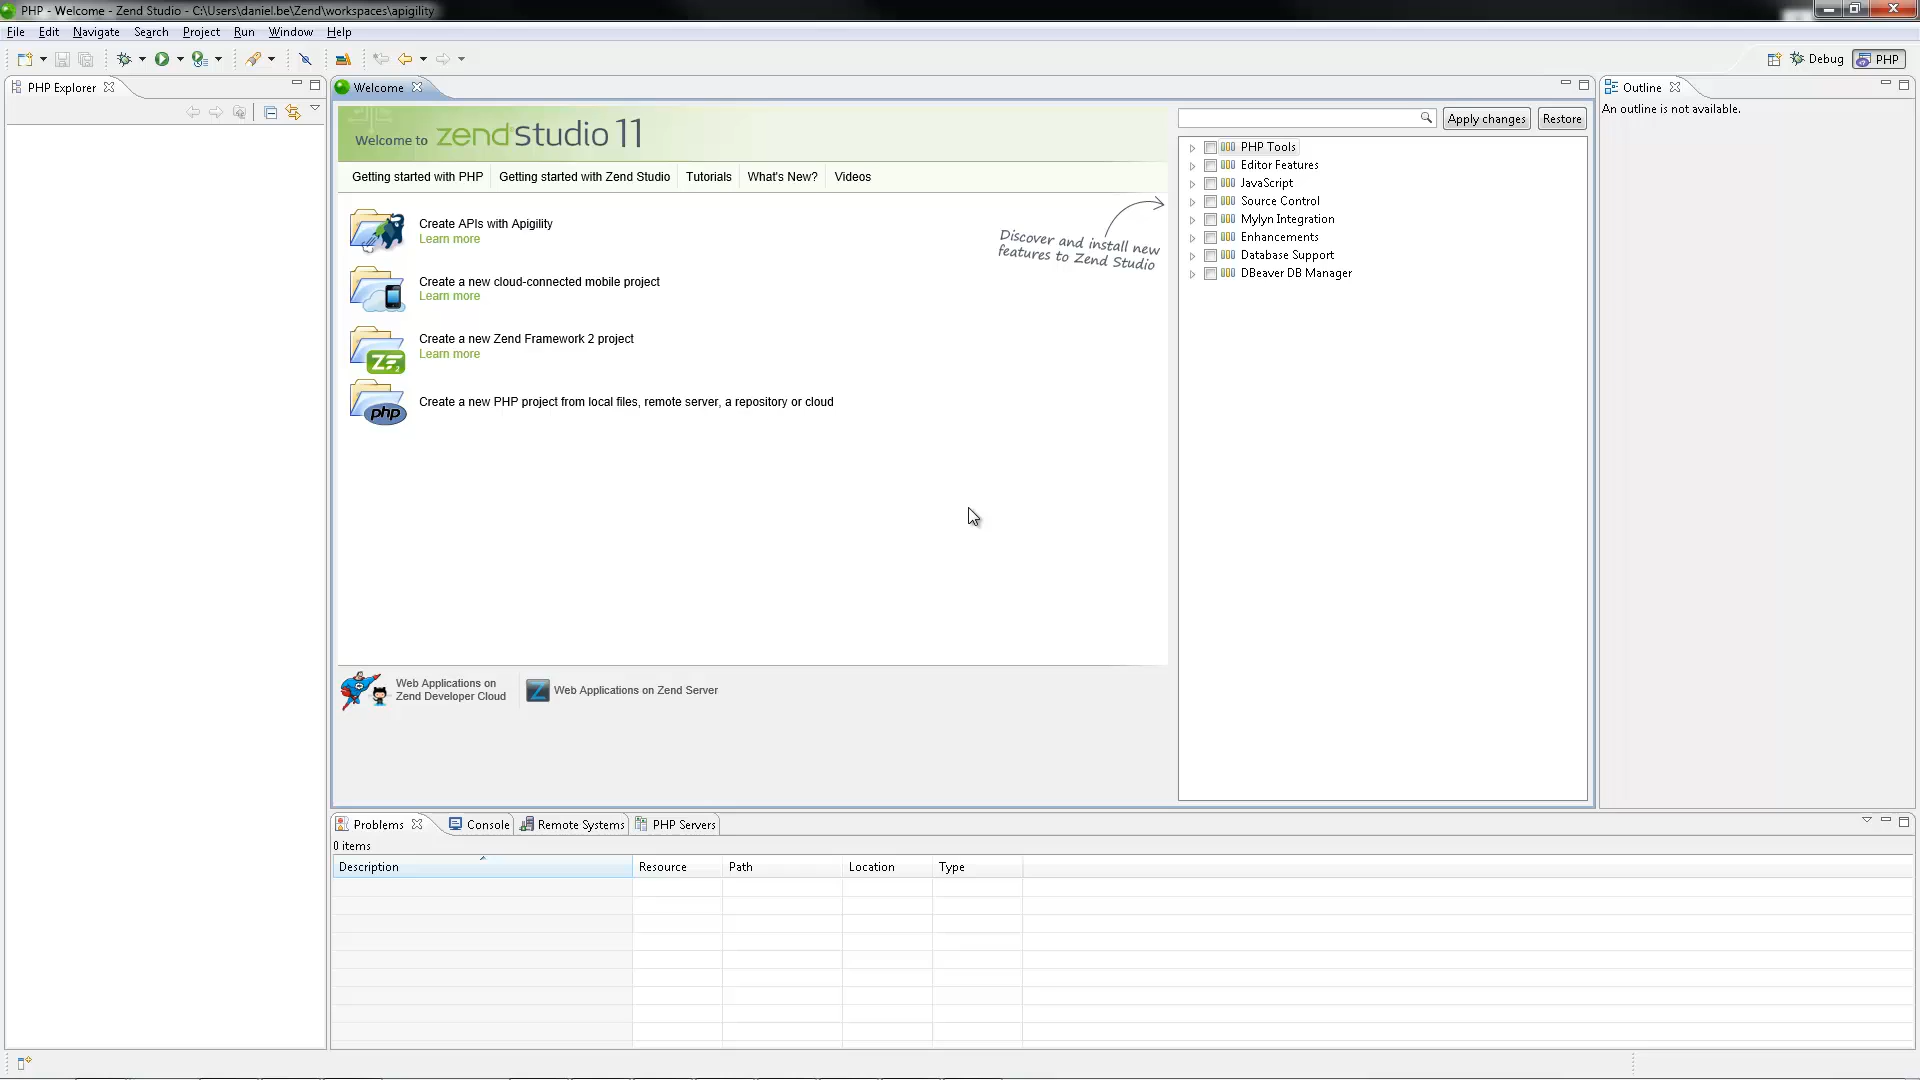 PHP - Welcome - Zend Studio - C:\Users\daniel.be\Zend\workspaces\apigility
File Edit Navigate Search Project Run Window Help
Debug PHP
PHP Explorer
Welcome
Welcome to zend studio 11
Getting started with PHP Getting started with Zend Studio Tutorials What's New? Videos
Create APIs with Apigility
Learn more
Create a new cloud-connected mobile project
Learn more
Create a new Zend Framework 2 project
Learn more
ZF2
php
Create a new PHP project from local files, remote server, a repository or cloud
Discover and install new
features to Zend Studio
Web Applications on
Zend Developer Cloud
Z
Web Applications on Zend Server
Apply changes Restore
PHP Tools
Editor Features
JavaScript
Source Control
Mylyn Integration
Enhancements
Database Support
DBeaver DB Manager
Outline
An outline is not available.
Problems Console Remote Systems PHP Servers
0 items
Description Resource Path Location Type